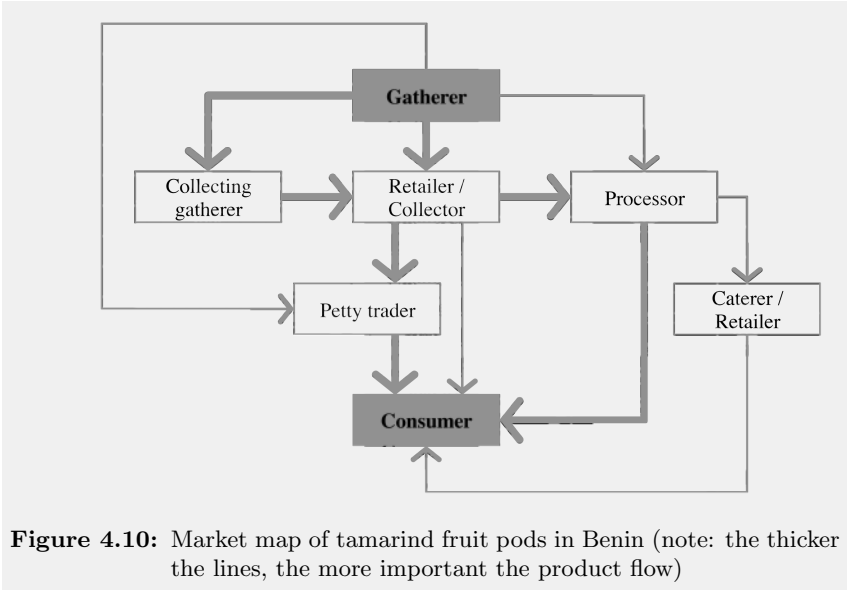 Gatherer
Collecting
gatherer
Retailer /
Collector
Processor
Petty trader
Caterer /
Retailer
Consumer
Figure 4.10: Market map of tamarind fruit pods in Benin (note: the thicker
the lines, the more important the product flow)